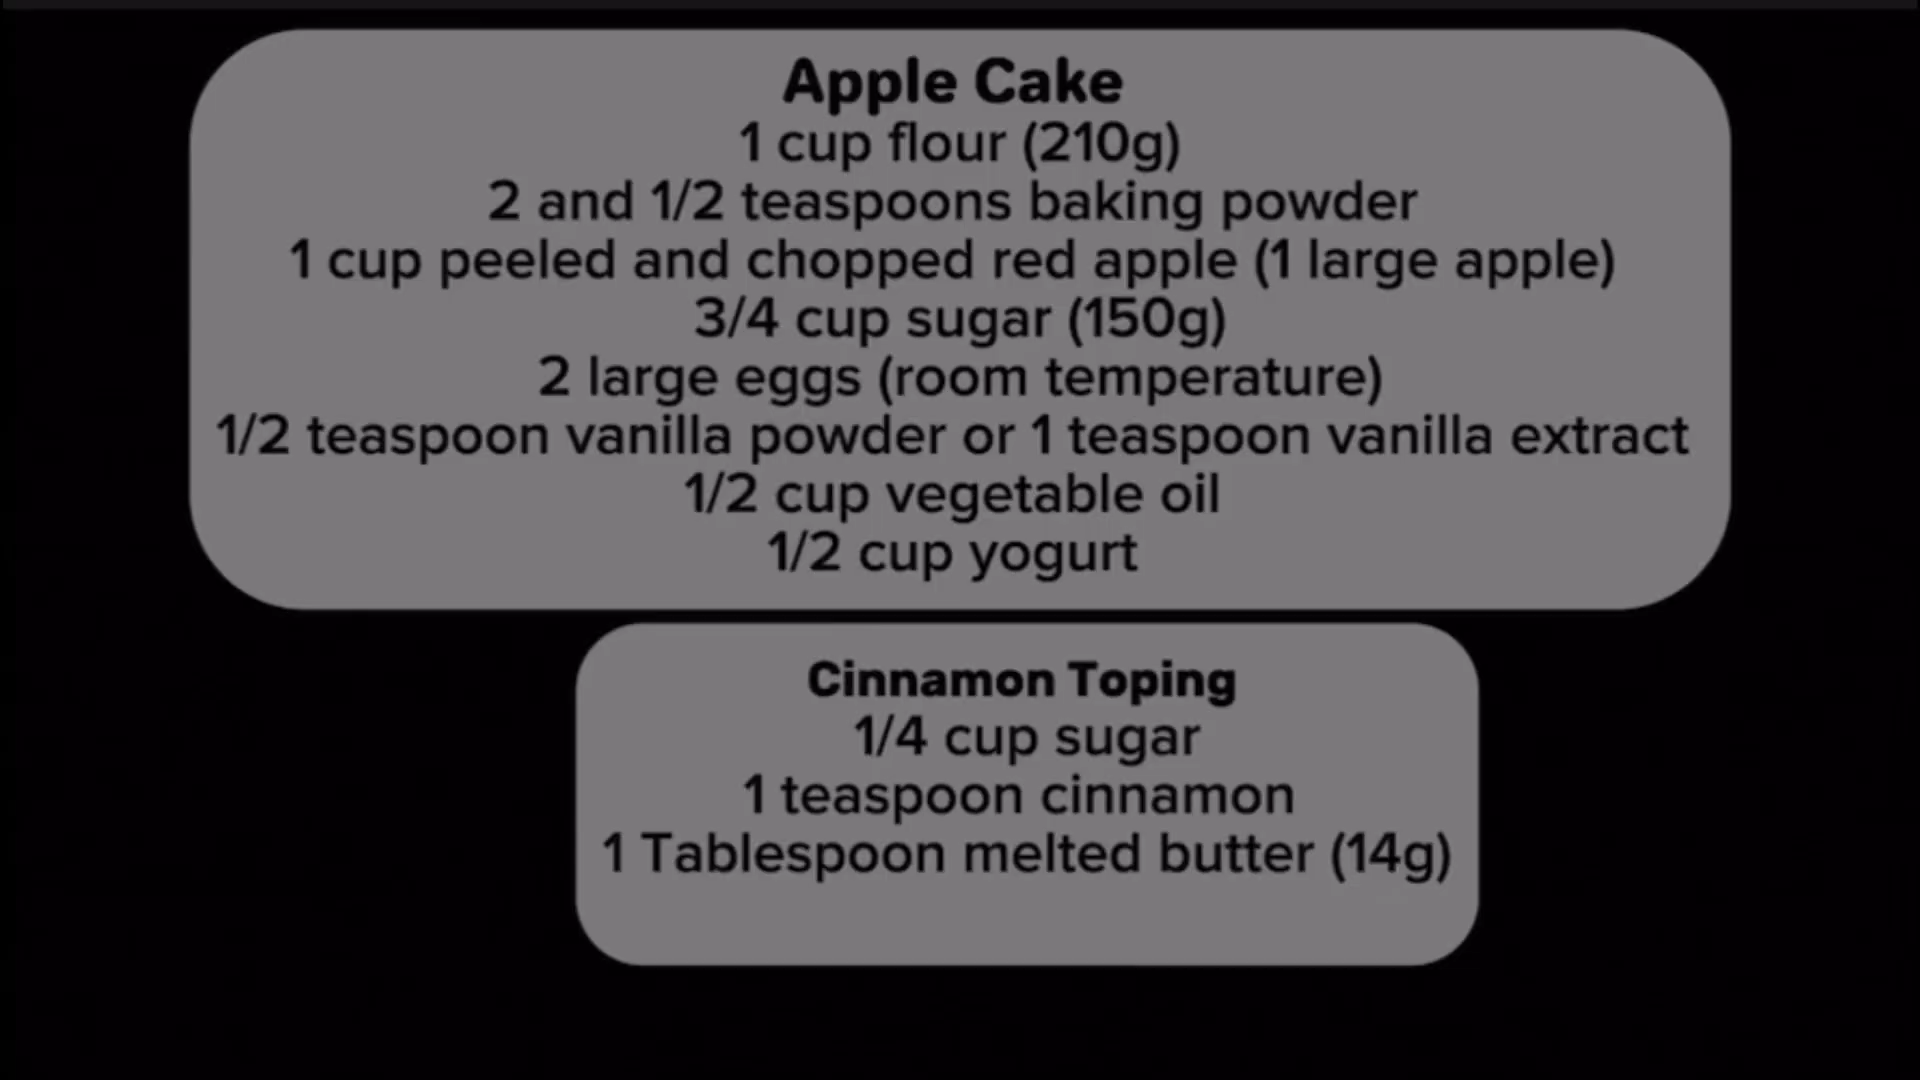 Apple Cake
1 cup flour (210g)
2 and 1/2 teaspoons baking powder
1 cup peeled and chopped red apple (1 large apple)
3/4 cup sugar (150g)
2 large eggs (room temperature)
1/2 teaspoon vanilla powder or 1 teaspoon vanilla extract
1/2 cup vegetable oil
1/2 cup yogurt
Cinnamon Toping
1/4 cup sugar
1 teaspoon cinnamon
1 Tablespoon melted butter (14g)